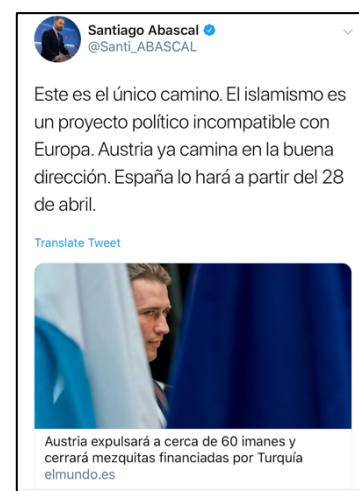 Santiago Abascal
@Santi_ABASCAL
Este es el único camino. El islamismo es
un proyecto político incompatible con
Europa. Austria ya camina en la buena
dirección. España lo hará a partir del 28
de abril.
Translate Tweet
Austria expulsará a cerca de 60 imanes y
cerrará mezquitas financiadas por Turquía
elmundo.es